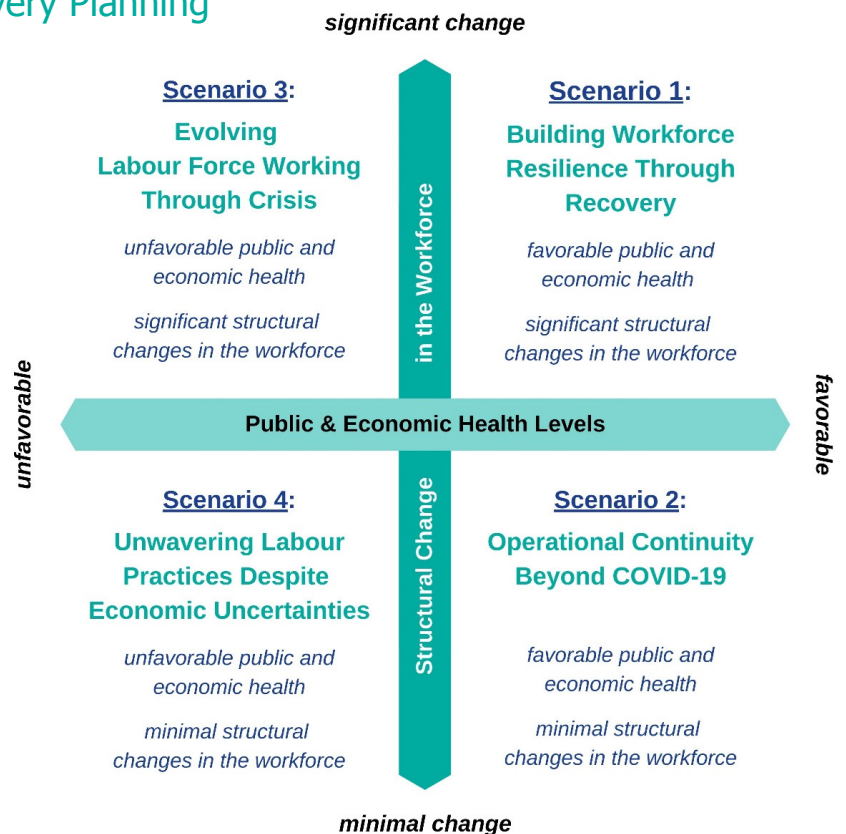 very Planning
significant change
Scenario 3:
Evolving
Labour Force Working
Through Crisis
unfavorable public and
economic health
significant structural
changes in the workforce
Scenario 1:
Building Workforce
Resilience Through
Recovery
favorable public and
economic health
significant structural
changes in the workforce
Structural Change
in the Workforce
unfavorable
Public & Economic Health Levels
favorable
Scenario 4:
Unwavering Labour
Practices Despite
Economic Uncertainties
unfavorable public and
economic health
minimal structural
changes in the workforce
Scenario 2:
Operational Continuity
Beyond COVID-19
favorable public and
economic health
minimal structural
changes in the workforce
minimal change